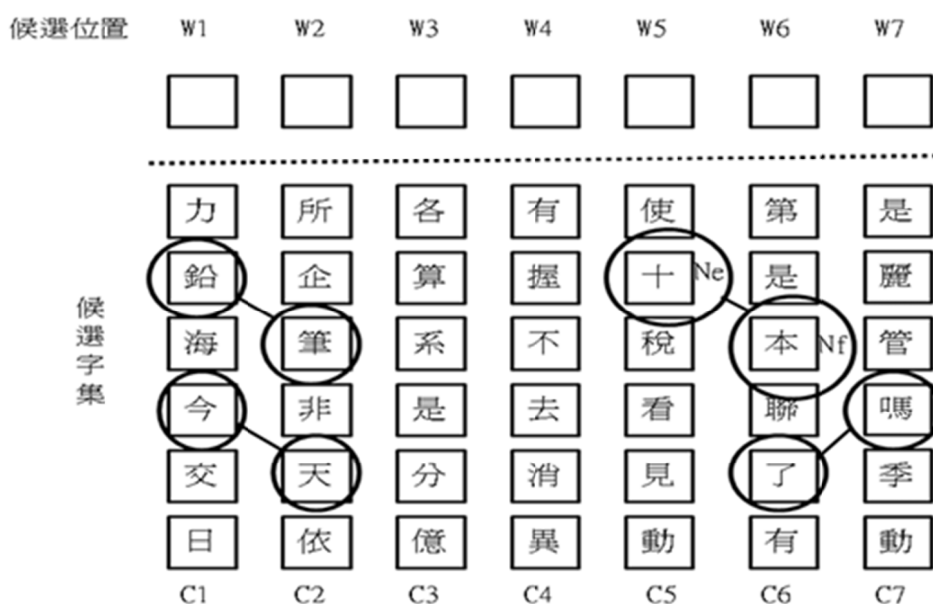 候選位置 W1 W2 W3 W4 W5 W6 W7
力 所 各 有 使 第 是
鉛 企 算 握 十 Ne 是 麗
海 筆 系 不 稅 本 Nf 管
今 非 是 去 看 聯 嗎
交 天 分 消 見 了 季
日 依 億 異 動 有 動
候選字集
C1 C2 C3 C4 C5 C6 C7